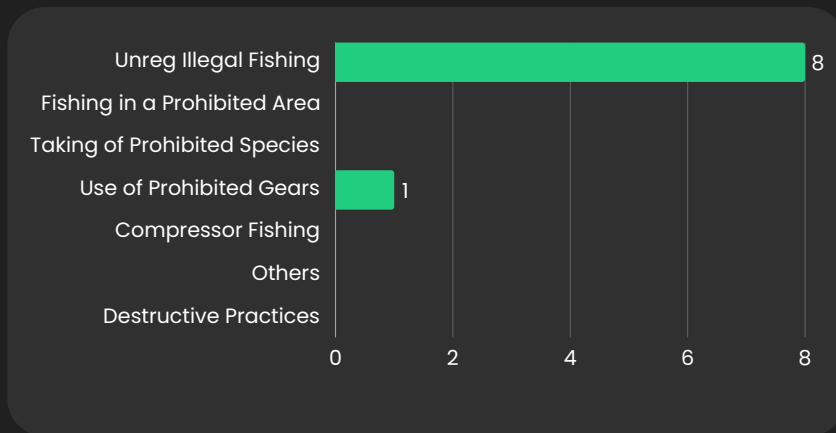 Unreg Illegal Fishing 8
Fishing in a Prohibited Area
Taking of Prohibited Species
Use of Prohibited Gears 1
Compressor Fishing
Others
Destructive Practices
0 2 4 6 8